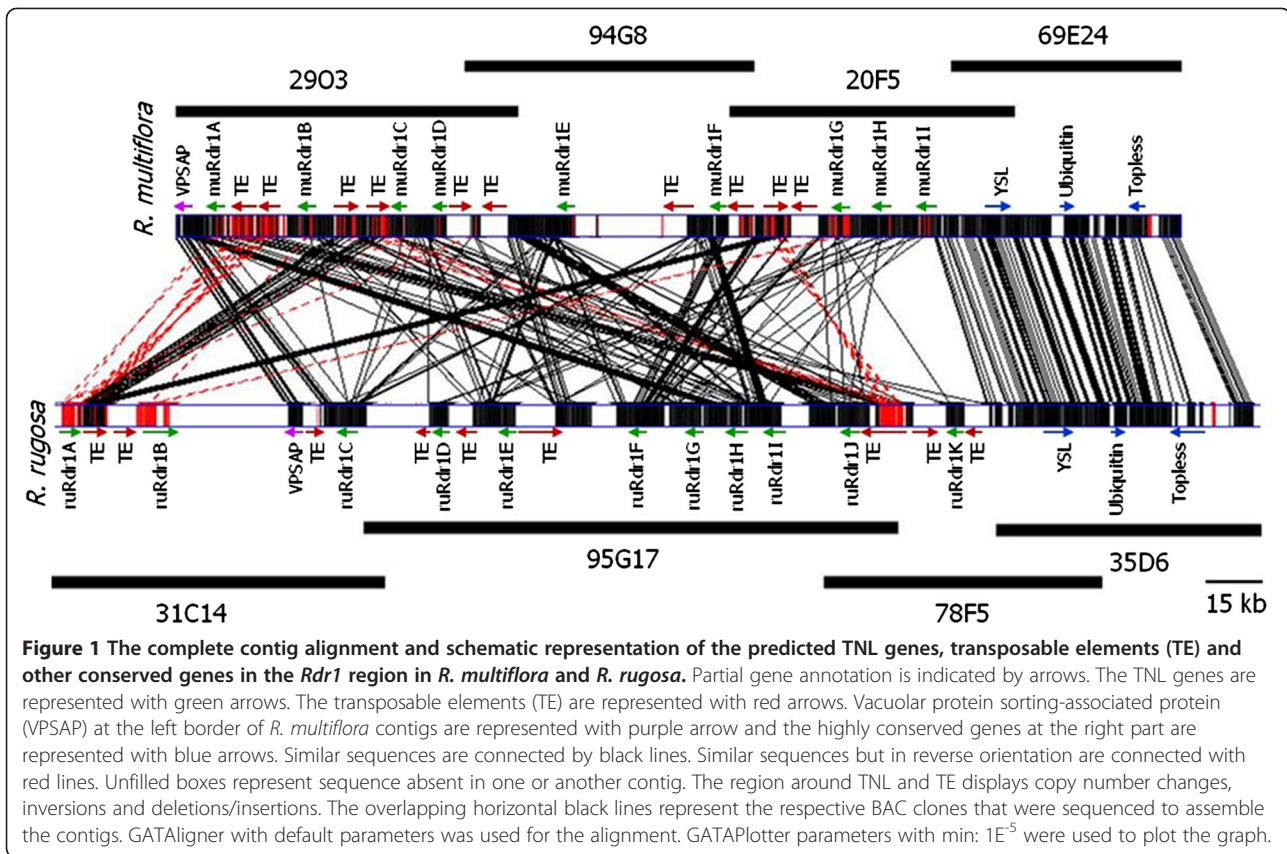 94G8
69E24
29O3
20F5
R. multiflora
VPSAP
muRdr1A
TE
TE
muRdr1B
TE
TE
muRdr1C
muRdr1D
TE
TE
muRdr1E
TE
muRdr1F
TE
TE
TE
muRdr1G
muRdr1H
muRdr1I
YSL
Ubiquitin
Topless
R. rugosa
ruRdr1A
TE
TE
ruRdr1B
VPSAP
TE
ruRdr1C
TE
ruRdr1D
TE
ruRdr1E
TE
ruRdr1F
ruRdr1G
ruRdr1H
ruRdr1I
ruRdr1J
TE
TE
ruRdr1K
TE
YSL
Ubiquitin
Topless
95G17
35D6
31C14
78F5
15 kb
Figure 1 The complete contig alignment and schematic representation of the predicted TNL genes, transposable elements (TE) and
other conserved genes in the Rdr1 region in R. multiflora and R. rugosa. Partial gene annotation is indicated by arrows. The TNL genes are
represented with green arrows. The transposable elements (TE) are represented with red arrows. Vacuolar protein sorting-associated protein
(VPSAP) at the left border of R. multiflora contigs are represented with purple arrow and the highly conserved genes at the right part are
represented with blue arrows. Similar sequences are connected by black lines. Similar sequences but in reverse orientation are connected with
red lines. Unfilled boxes represent sequence absent in one or another contig. The region around TNL and TE displays copy number changes,
inversions and deletions/insertions. The overlapping horizontal black lines represent the respective BAC clones that were sequenced to assemble
the contigs. GATAligner with default parameters was used for the alignment. GATAPlotter parameters with min: 1E-5 were used to plot the graph.